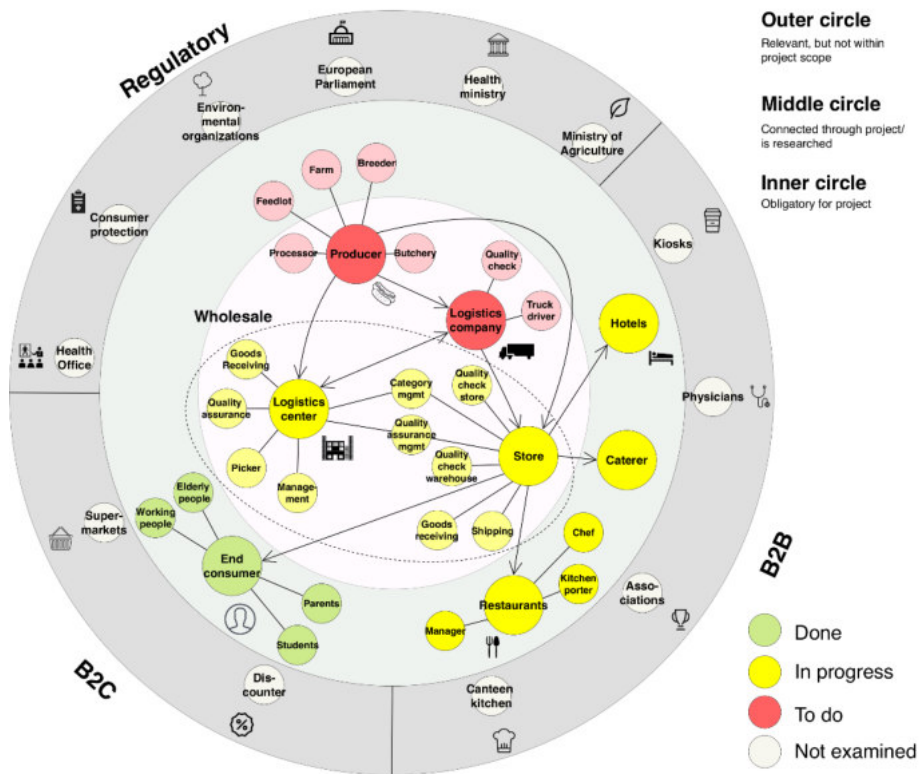 Outer circle
Relevant, but not within
project scope
Middle circle
Connected through project/
is researched
Inner circle
Obligatory for project
Regulatory
European
Parliament
Health
ministry
Environ-
mental
organizations
Ministry of
Agriculture
Consumer
protection
Health
Office
Breeder
Farm
Feedlot
Processor
Producer
Butchery
Quality
check
Logistics
company
Truck
driver
Kiosks
Hotels
Physicians
Wholesale
Goods
Receiving
Quality
assurance
Logistics
center
Category
mgmt
Quality
check
store
Quality
assurance
mgmt
Picker
Manage-
ment
Quality
check
warehouse
Store
Caterer
Goods
receiving
Shipping
Elderly
people
Working
people
Super-
markets
End
consumer
Parents
Students
Chef
Kitchen
porter
Restaurants
Manager
Asso-
ciations
B2B
B2C
Dis-
counter
%
Canteen
kitchen
Done
In progress
To do
Not examined